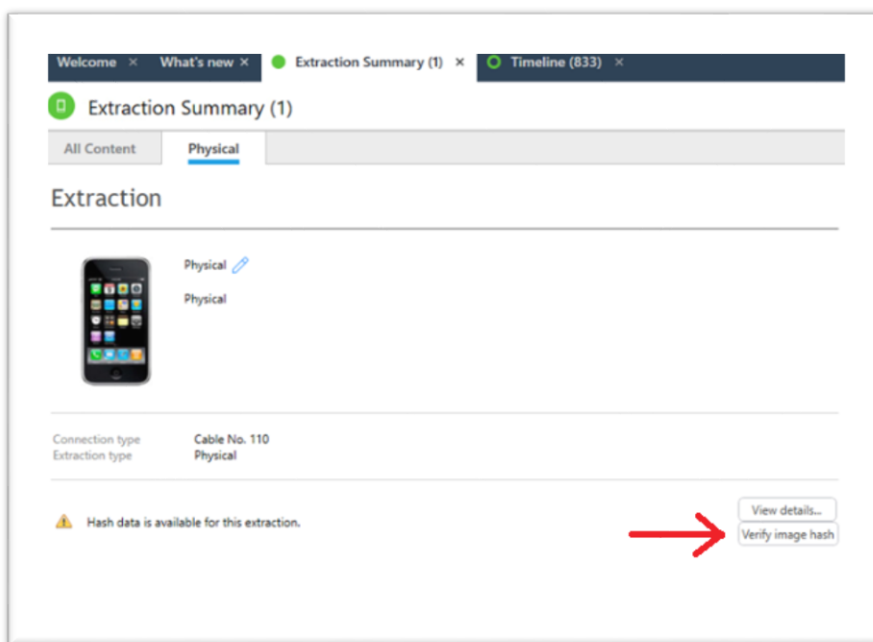 Welcome × What's new × Extraction Summary (1) × Timeline (833) ×
Extraction Summary (1)
All Content Physical
Extraction
Physical
Physical
Connection type Cable No. 110
Extraction type Physical
Hash data is available for this extraction.
View details...
Verify image hash